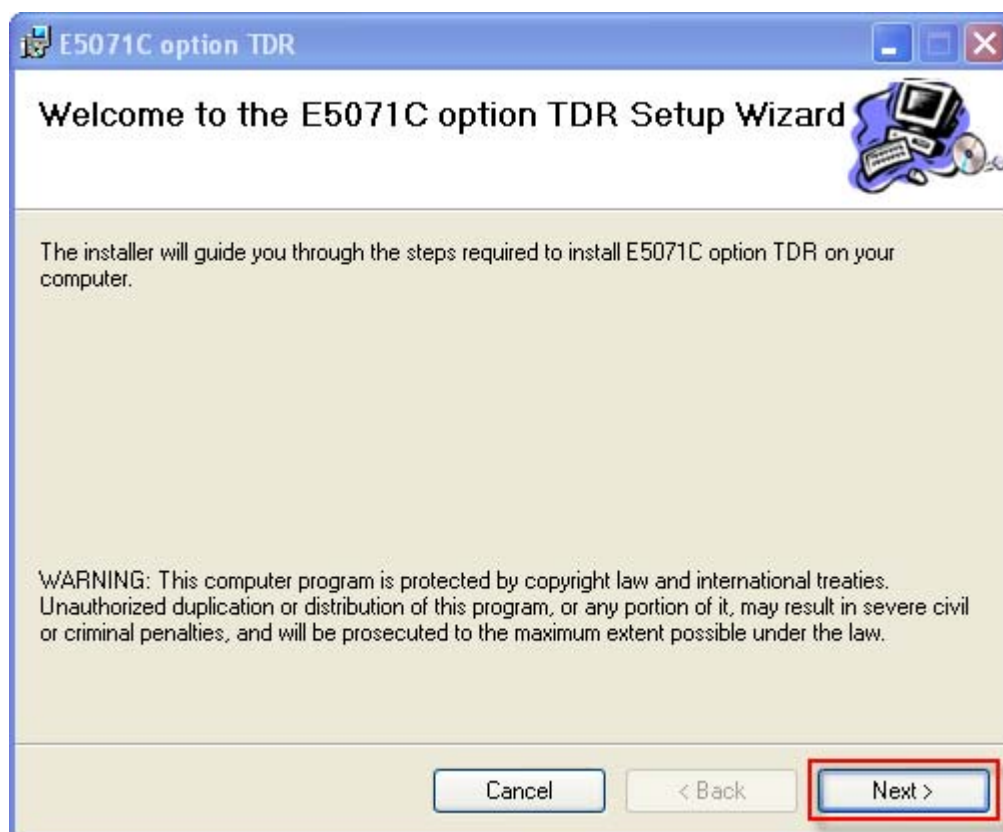 E5071C option TDR
Welcome to the E5071C option TDR Setup Wizard
The installer will guide you through the steps required to install E5071C option TDR on your
computer.
WARNING: This computer program is protected by copyright law and international treaties.
Unauthorized duplication or distribution of this program, or any portion of it, may result in severe civil
or criminal penalties, and will be prosecuted to the maximum extent possible under the law.
Cancel
< Back
Next >